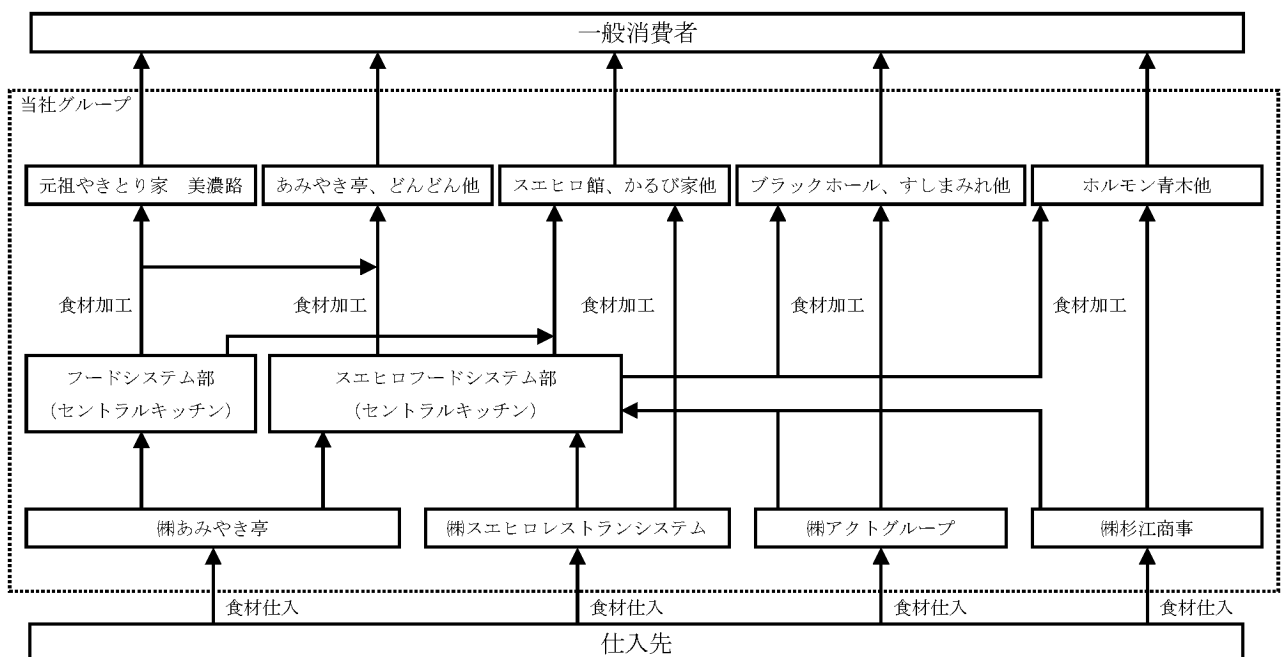 一般消費者
当社グループ
元祖やきとり家　美濃路
あみやき亭、どんどん他
スエヒロ館、かるび家他
ブラックホール、すしまみれ他
ホルモン青木他
食材加工
食材加工
食材加工
食材加工
食材加工
フードシステム部
（セントラルキッチン）
スエヒロフードシステム部
（セントラルキッチン）
㈱あみやき亭
㈱スエヒロレストランシステム
㈱アクトグループ
㈱杉江商事
食材仕入
食材仕入
食材仕入
食材仕入
仕入先